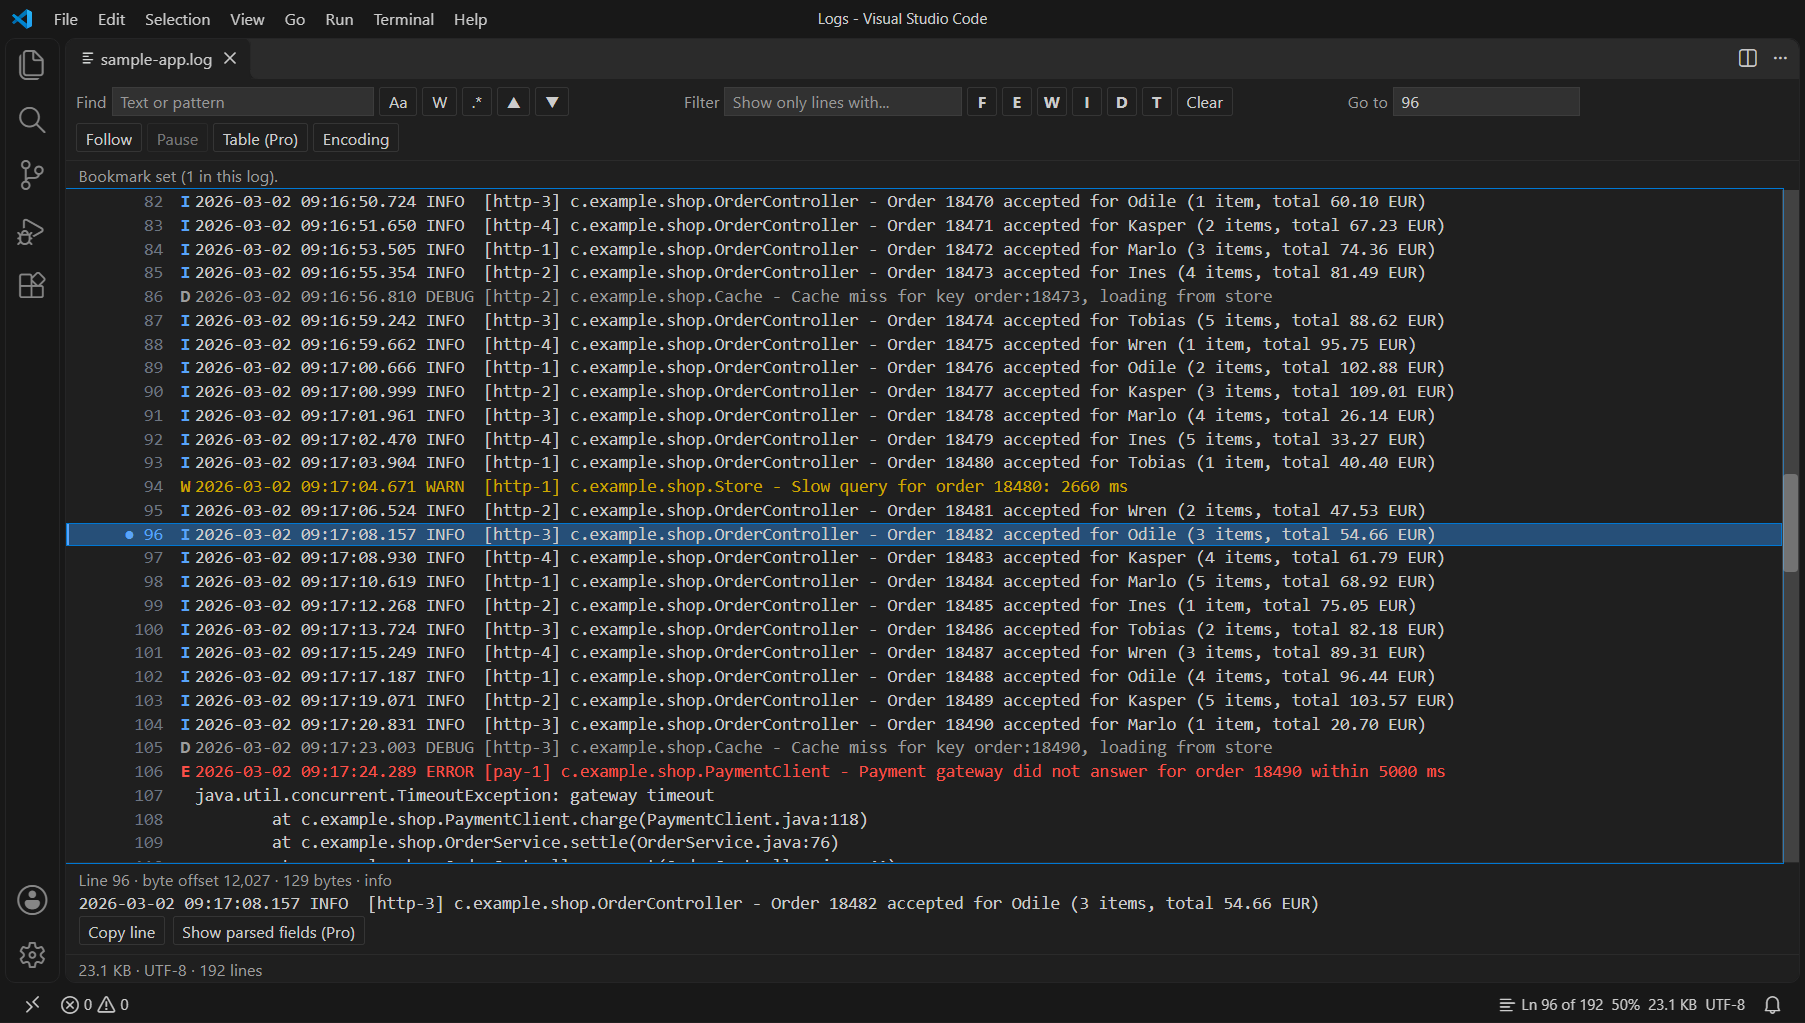 File Edit Selection View Go Run Terminal Help
Logs - Visual Studio Code
sample-app.log
Find Text or pattern Aa W .* Filter Show only lines with... F E W I D T Clear Go to 96
Follow Pause Table (Pro) Encoding
Bookmark set (1 in this log).
82 I 2026-03-02 09:16:50.724 INFO  [http-3] c.example.shop.OrderController - Order 18470 accepted for Odile (1 item, total 60.10 EUR)
83 I 2026-03-02 09:16:51.650 INFO  [http-4] c.example.shop.OrderController - Order 18471 accepted for Kasper (2 items, total 67.23 EUR)
84 I 2026-03-02 09:16:53.505 INFO  [http-1] c.example.shop.OrderController - Order 18472 accepted for Marlo (3 items, total 74.36 EUR)
85 I 2026-03-02 09:16:55.354 INFO  [http-2] c.example.shop.OrderController - Order 18473 accepted for Ines (4 items, total 81.49 EUR)
86 D 2026-03-02 09:16:56.810 DEBUG [http-2] c.example.shop.Cache - Cache miss for key order:18473, loading from store
87 I 2026-03-02 09:16:59.242 INFO  [http-3] c.example.shop.OrderController - Order 18474 accepted for Tobias (5 items, total 88.62 EUR)
88 I 2026-03-02 09:16:59.662 INFO  [http-4] c.example.shop.OrderController - Order 18475 accepted for Wren (1 item, total 95.75 EUR)
89 I 2026-03-02 09:17:00.666 INFO  [http-1] c.example.shop.OrderController - Order 18476 accepted for Odile (2 items, total 102.88 EUR)
90 I 2026-03-02 09:17:00.999 INFO  [http-2] c.example.shop.OrderController - Order 18477 accepted for Kasper (3 items, total 109.01 EUR)
91 I 2026-03-02 09:17:01.961 INFO  [http-3] c.example.shop.OrderController - Order 18478 accepted for Marlo (4 items, total 26.14 EUR)
92 I 2026-03-02 09:17:02.470 INFO  [http-4] c.example.shop.OrderController - Order 18479 accepted for Ines (5 items, total 33.27 EUR)
93 I 2026-03-02 09:17:03.904 INFO  [http-1] c.example.shop.OrderController - Order 18480 accepted for Tobias (1 item, total 40.40 EUR)
94 W 2026-03-02 09:17:04.671 WARN  [http-1] c.example.shop.Store - Slow query for order 18480: 2660 ms
95 I 2026-03-02 09:17:06.524 INFO  [http-2] c.example.shop.OrderController - Order 18481 accepted for Wren (2 items, total 47.53 EUR)
96 I 2026-03-02 09:17:08.157 INFO  [http-3] c.example.shop.OrderController - Order 18482 accepted for Odile (3 items, total 54.66 EUR)
97 I 2026-03-02 09:17:08.930 INFO  [http-4] c.example.shop.OrderController - Order 18483 accepted for Kasper (4 items, total 61.79 EUR)
98 I 2026-03-02 09:17:10.619 INFO  [http-1] c.example.shop.OrderController - Order 18484 accepted for Marlo (5 items, total 68.92 EUR)
99 I 2026-03-02 09:17:12.268 INFO  [http-2] c.example.shop.OrderController - Order 18485 accepted for Ines (1 item, total 75.05 EUR)
100 I 2026-03-02 09:17:13.724 INFO  [http-3] c.example.shop.OrderController - Order 18486 accepted for Tobias (2 items, total 82.18 EUR)
101 I 2026-03-02 09:17:15.249 INFO  [http-4] c.example.shop.OrderController - Order 18487 accepted for Wren (3 items, total 89.31 EUR)
102 I 2026-03-02 09:17:17.187 INFO  [http-1] c.example.shop.OrderController - Order 18488 accepted for Odile (4 items, total 96.44 EUR)
103 I 2026-03-02 09:17:19.071 INFO  [http-2] c.example.shop.OrderController - Order 18489 accepted for Kasper (5 items, total 103.57 EUR)
104 I 2026-03-02 09:17:20.831 INFO  [http-3] c.example.shop.OrderController - Order 18490 accepted for Marlo (1 item, total 20.70 EUR)
105 D 2026-03-02 09:17:23.003 DEBUG [http-3] c.example.shop.Cache - Cache miss for key order:18490, loading from store
106 E 2026-03-02 09:17:24.289 ERROR [pay-1] c.example.shop.PaymentClient - Payment gateway did not answer for order 18490 within 5000 ms
107 java.util.concurrent.TimeoutException: gateway timeout
108 at c.example.shop.PaymentClient.charge(PaymentClient.java:118)
109 at c.example.shop.OrderService.settle(OrderService.java:76)
Line 96 · byte offset 12,027 · 129 bytes · info
2026-03-02 09:17:08.157 INFO  [http-3] c.example.shop.OrderController - Order 18482 accepted for Odile (3 items, total 54.66 EUR)
Copy line Show parsed fields (Pro)
23.1 KB · UTF-8 · 192 lines
0 0 Ln 96 of 192 50% 23.1 KB UTF-8